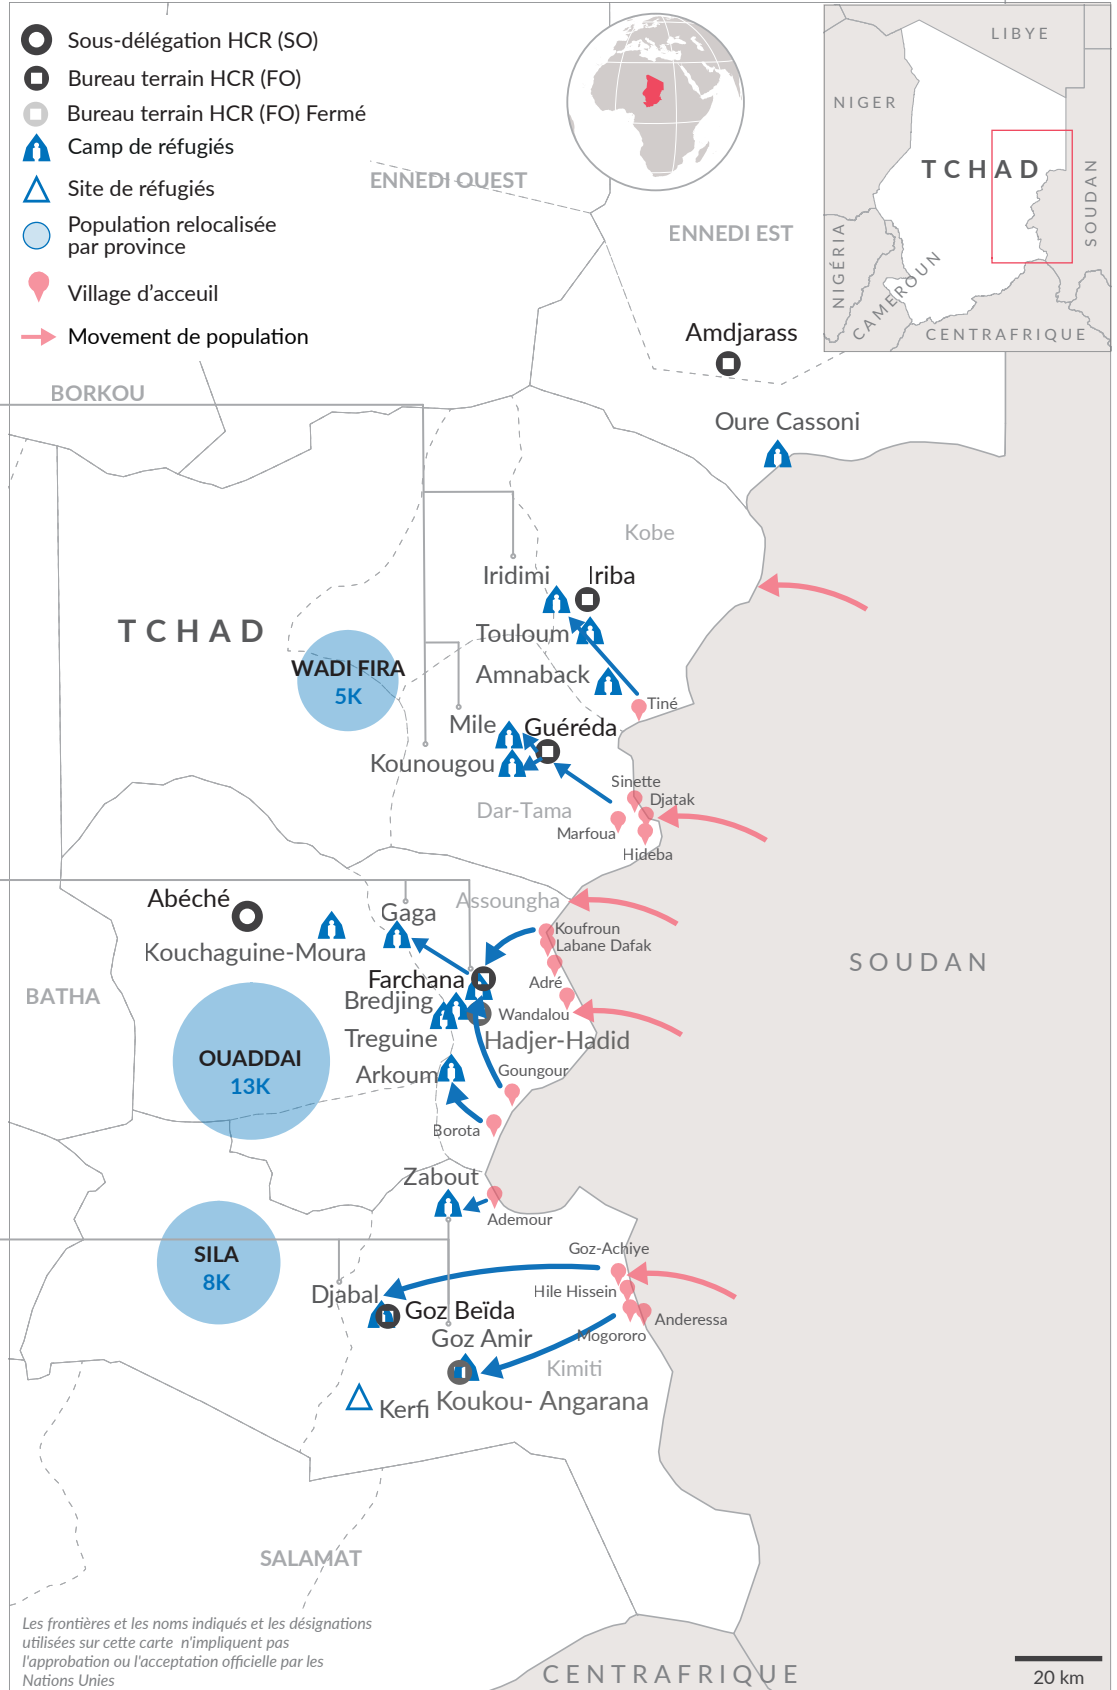 Sous-délégation HCR (SO)
Bureau terrain HCR (FO)
Bureau terrain HCR (FO) Fermé
Camp de réfugiés
Site de réfugiés
Population relocalisée
par province
Village d'acceuil
Movement de population
LIBYE
NIGER
TCHAD
SOUDAN
NIGÉRIA
CAMEROUN
CENTRAFRIQUE
ENNEDI OUEST
ENNEDI EST
Amdjarass
BORKOU
Oure Cassoni
Kobe
Iridimi
Iriba
TCHAD
Touloum
WADI FIRA
5K
Amnaback
Tiné
Mile
Guéréda
Kounougou
Sinette
Djatak
Dar-Tama
Marfoua
Hideba
Abéché
Assoungha
Gaga
Koufroun
Labane Dafak
Kouchaguine-Moura
SOUDAN
Farchana
Adré
BATHA
Bredjing
Wandalou
Treguine
Hadjer-Hadid
OUADDAI
13K
Arkoum
Goungour
Borota
Zabout
Ademour
SILA
8K
Goz-Achiye
Djabal
Hile Hissein
Goz Beïda
Anderessa
Goz Amir
Mogororo
Kimiti
Kerfi
Koukou- Angarana
SALAMAT
Les frontières et les noms indiqués et les désignations
utilisées sur cette carte n'impliquent pas
l'approbation ou l'acceptation officielle par les
Nations Unies
CENTRAFRIQUE
20 km